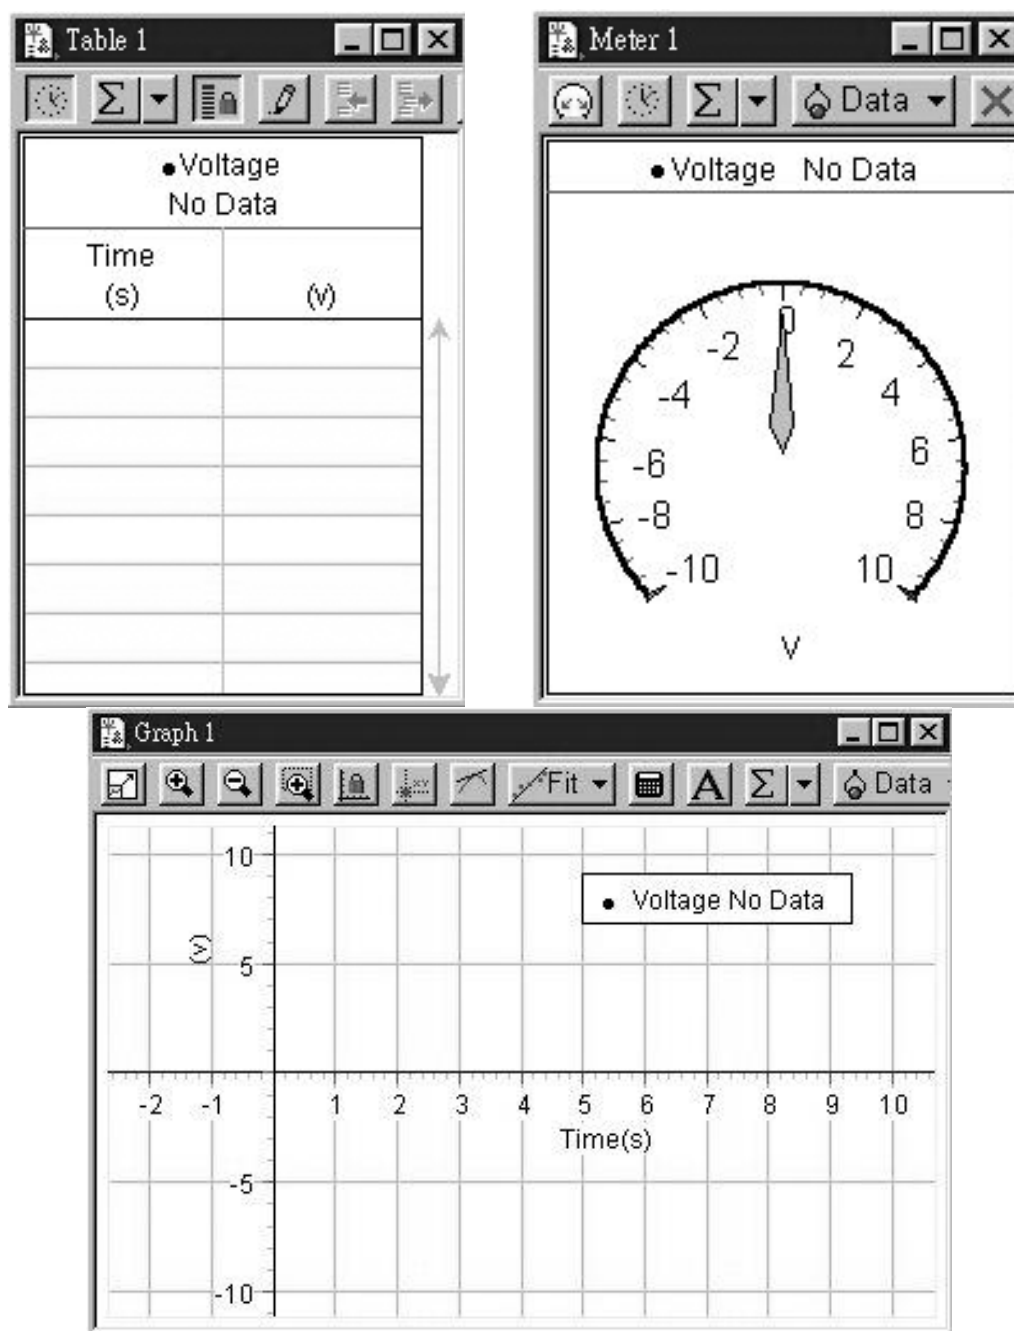 Table 1
Σ
•Voltage
No Data
Time
(s) (v)
Meter 1
Σ Data
•Voltage No Data
0
-2 2
-4 4
-6 6
-8 8
-10 10
V
Graph 1
Fit A Σ Data
10
• Voltage No Data
(v)
5
-2 -1 1 2 3 4 5 6 7 8 9 10
Time(s)
-5
-10